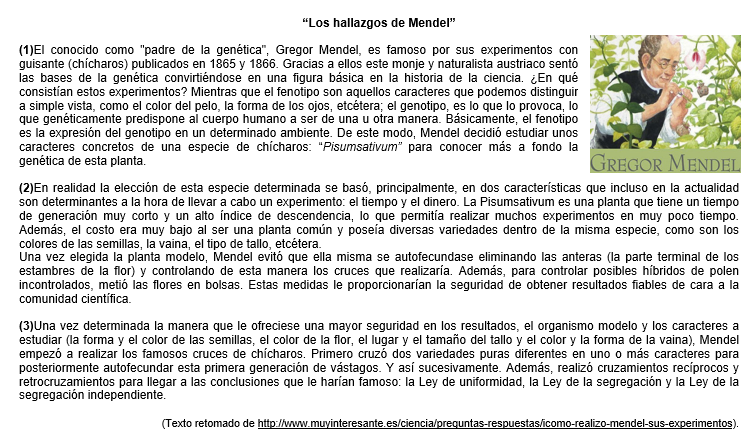 “Los hallazgos de Mendel”
(1)El conocido como "padre de la genética", Gregor Mendel, es famoso por sus experimentos con
guisante (chícharos) publicados en 1865 y 1866. Gracias a ellos este monje y naturalista austriaco sentó
las bases de la genética convirtiéndose en una figura básica en la historia de la ciencia. ¿En qué
consistían estos experimentos? Mientras que el fenotipo son aquellos caracteres que podemos distinguir
a simple vista, como el color del pelo, la forma de los ojos, etcétera; el genotipo, es lo que lo provoca, lo
que genéticamente predispone al cuerpo humano a ser de una u otra manera. Básicamente, el fenotipo
es la expresión del genotipo en un determinado ambiente. De este modo, Mendel decidió estudiar unos
caracteres concretos de una especie de chícharos: “Pisumsativum” para conocer más a fondo la
genética de esta planta.
GREGOR MENDEL
(2)En realidad la elección de esta especie determinada se basó, principalmente, en dos características que incluso en la actualidad
son determinantes a la hora de llevar a cabo un experimento: el tiempo y el dinero. La Pisumsativum es una planta que tiene un tiempo
de generación muy corto y un alto índice de descendencia, lo que permitía realizar muchos experimentos en muy poco tiempo.
Además, el costo era muy bajo al ser una planta común y poseía diversas variedades dentro de la misma especie, como son los
colores de las semillas, la vaina, el tipo de tallo, etcétera.
Una vez elegida la planta modelo, Mendel evitó que ella misma se autofecundase eliminando las anteras (la parte terminal de los
estambres de la flor) y controlando de esta manera los cruces que realizaría. Además, para controlar posibles híbridos de polen
incontrolados, metió las flores en bolsas. Estas medidas le proporcionarían la seguridad de obtener resultados fiables de cara a la
comunidad científica.
(3)Una vez determinada la manera que le ofreciese una mayor seguridad en los resultados, el organismo modelo y los caracteres a
estudiar (la forma y el color de las semillas, el color de la flor, el lugar y el tamaño del tallo y el color y la forma de la vaina), Mendel
empezó a realizar los famosos cruces de chícharos. Primero cruzó dos variedades puras diferentes en uno o más caracteres para
posteriormente autofecundar esta primera generación de vástagos. Y así sucesivamente. Además, realizó cruzamientos recíprocos y
retrocruzamientos para llegar a las conclusiones que le harían famoso: la Ley de uniformidad, la Ley de la segregación y la Ley de la
segregación independiente.
(Texto retomado de http://www.muyinteresante.es/ciencia/preguntas-respuestas/icomo-realizo-mendel-sus-experimentos).